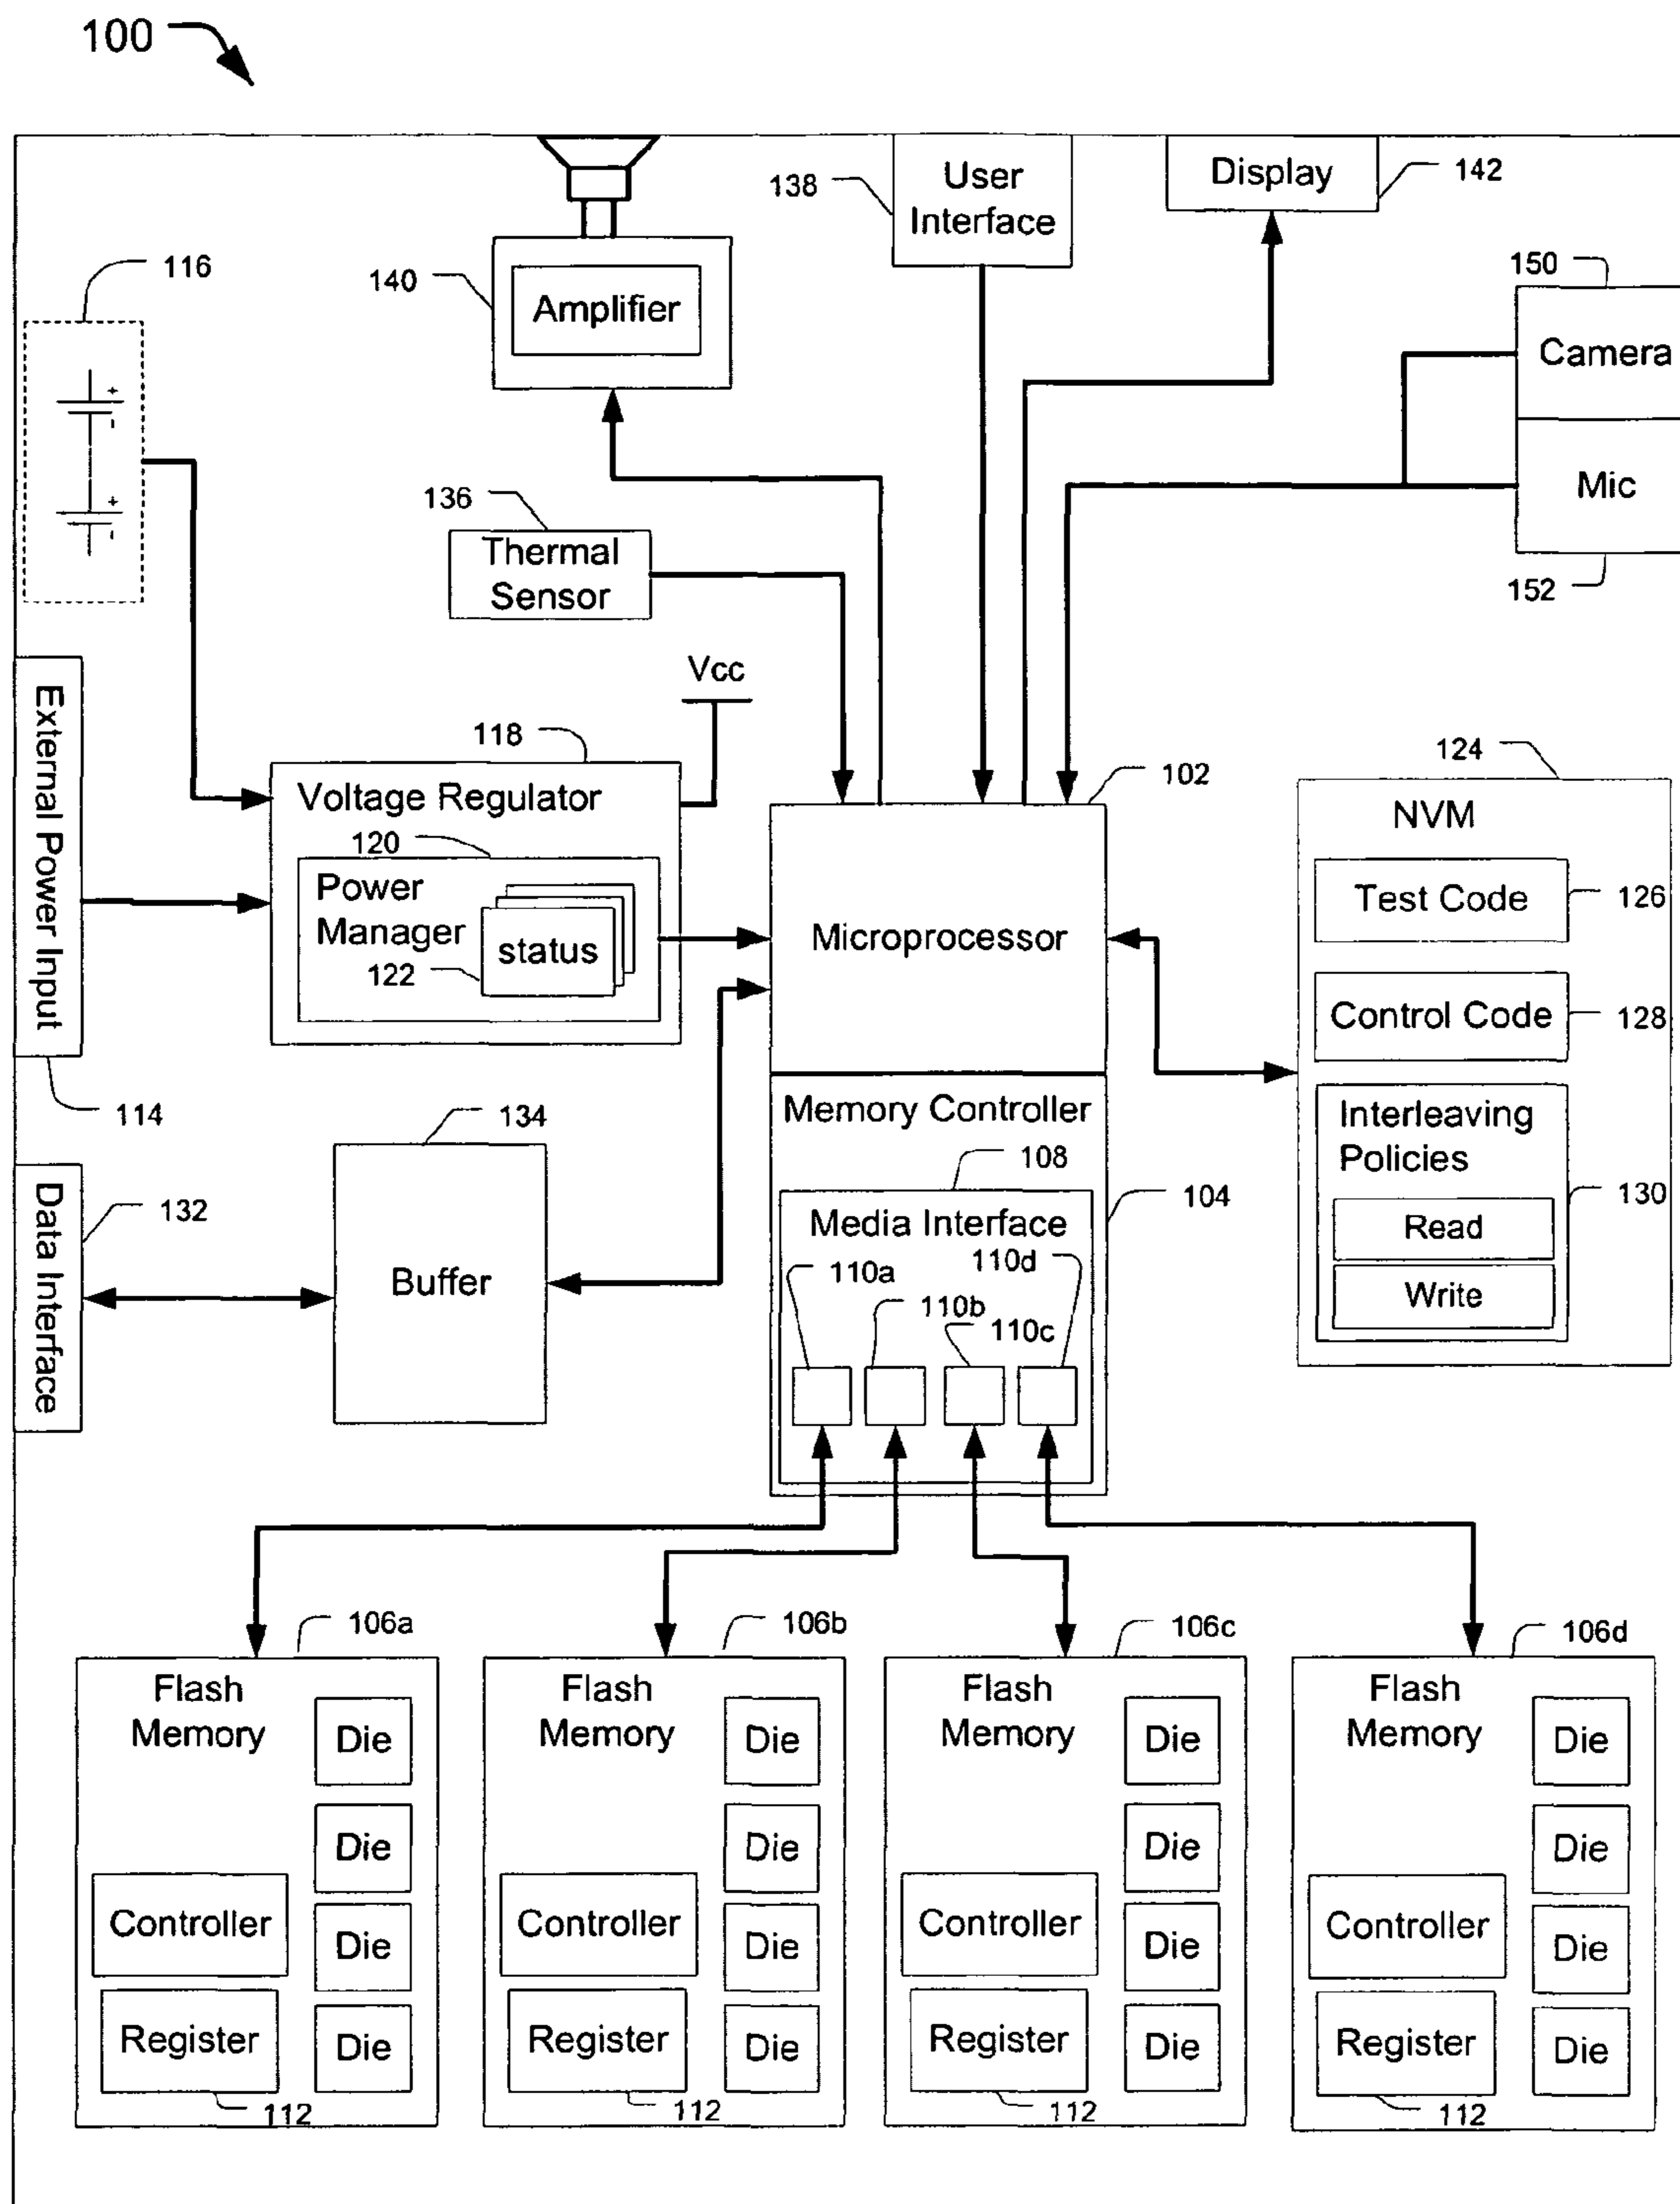 100
138
User
Interface
Display
142
116
140
Amplifier
150
Camera
Mic
152
136
Thermal
Sensor
+
-
+
-
External Power Input
114
Vcc
118
Voltage Regulator
120
Power
Manager
122
status
102
Microprocessor
124
NVM
Test Code
126
Control Code
128
Interleaving
Policies
130
Read
Write
Memory Controller
108
104
Media Interface
110a
110d
110b
110c
132
Data Interface
134
Buffer
106a
106b
106c
106d
Flash
Memory
Die
Die
Controller
Die
Register
Die
112
Flash
Memory
Die
Die
Controller
Die
Register
Die
112
Flash
Memory
Die
Die
Controller
Die
Register
Die
112
Flash
Memory
Die
Die
Controller
Die
Register
Die
112